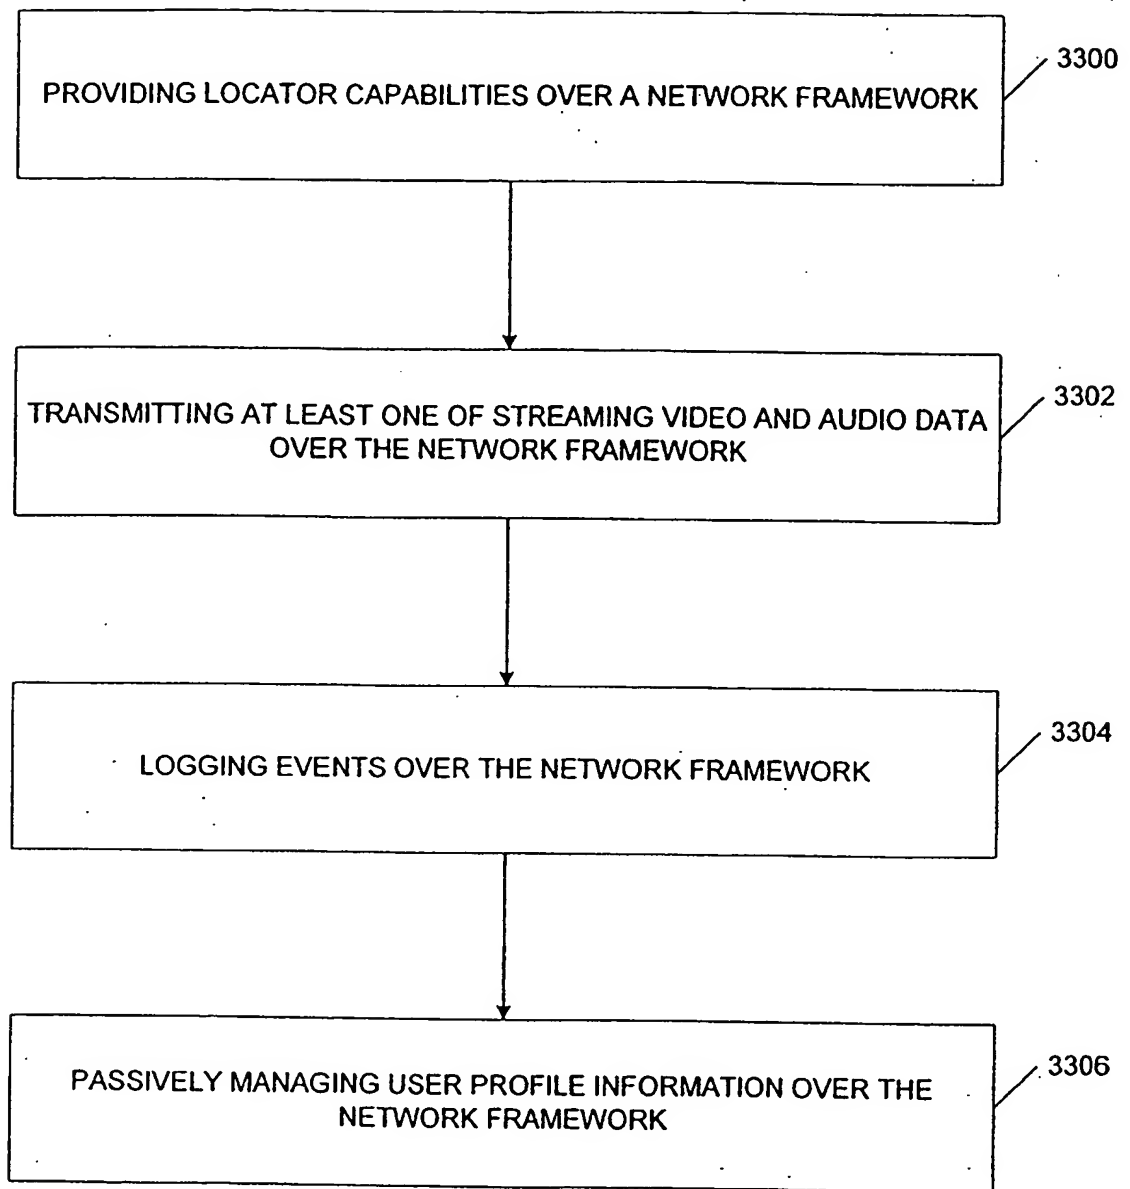 3300
PROVIDING LOCATOR CAPABILITIES OVER A NETWORK FRAMEWORK
3302
TRANSMITTING AT LEAST ONE OF STREAMING VIDEO AND AUDIO DATA
OVER THE NETWORK FRAMEWORK
3304
LOGGING EVENTS OVER THE NETWORK FRAMEWORK
3306
PASSIVELY MANAGING USER PROFILE INFORMATION OVER THE
NETWORK FRAMEWORK